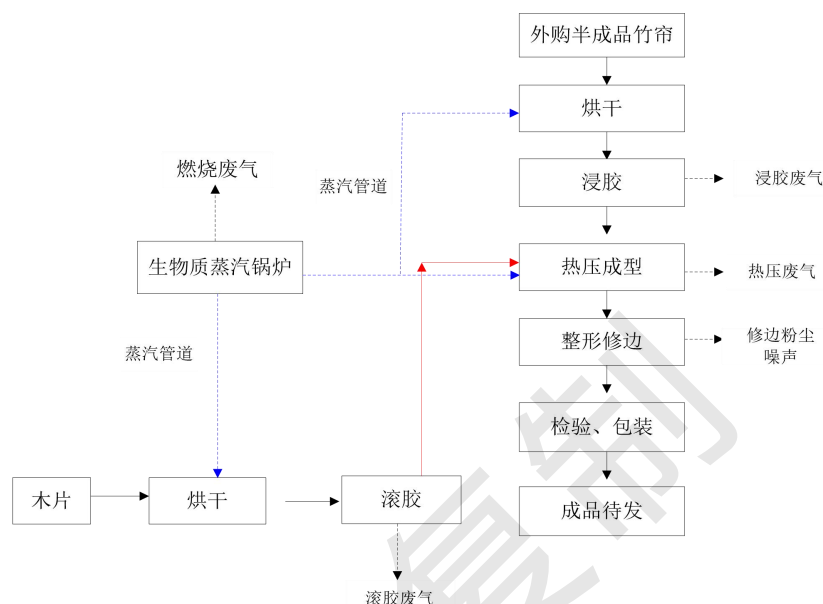 外购半成品竹帘
烘干
燃烧废气
蒸汽管道
浸胶
浸胶废气
生物质蒸汽锅炉
热压成型
热压废气
蒸汽管道
整形修边
修边粉尘
噪声
检验、包装
木片
烘干
滚胶
成品待发
滚胶废气
复制